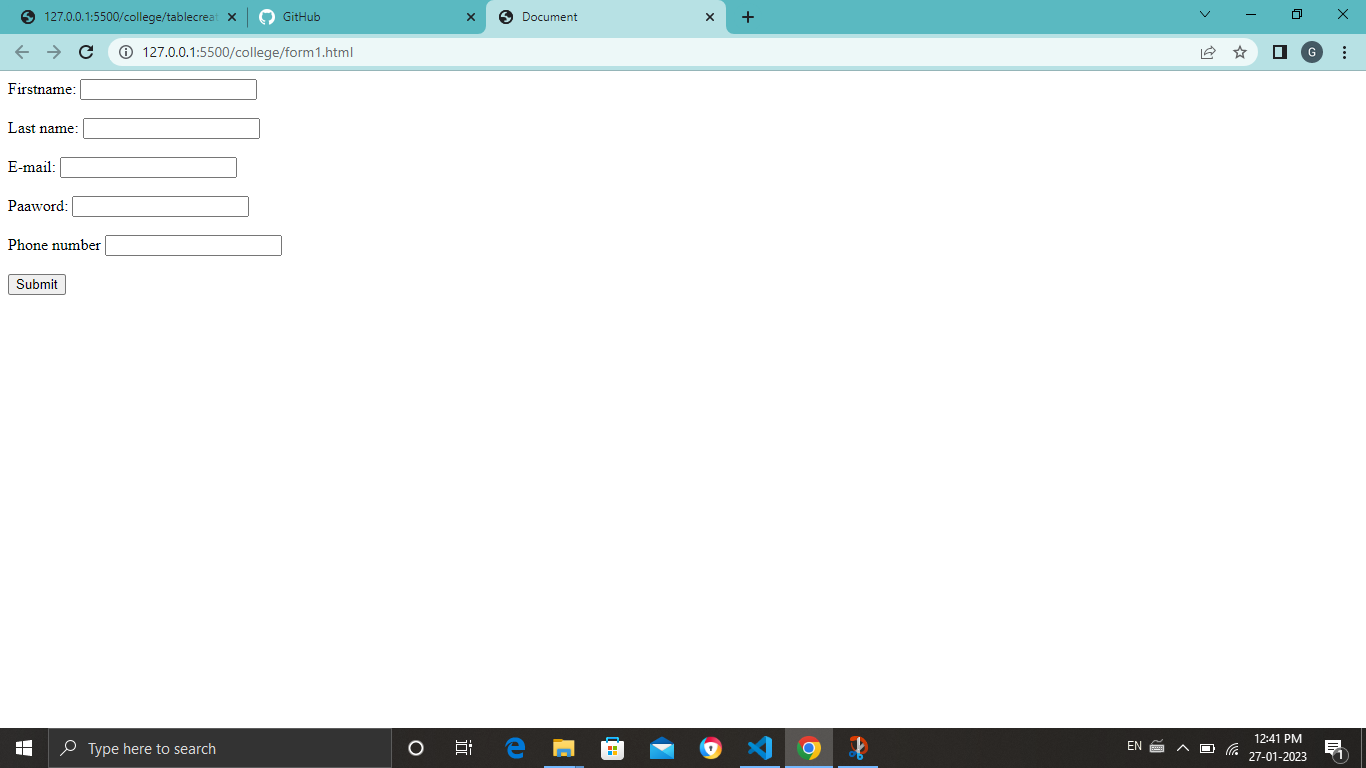 127.0.0.1:5500/college/tablecreat
GitHub
Document
127.0.0.1:5500/college/form1.html
G
Firstname:
Last name:
E-mail:
Paaword:
Phone number
Submit
Type here to search
EN
12:41 PM
27-01-2023
1